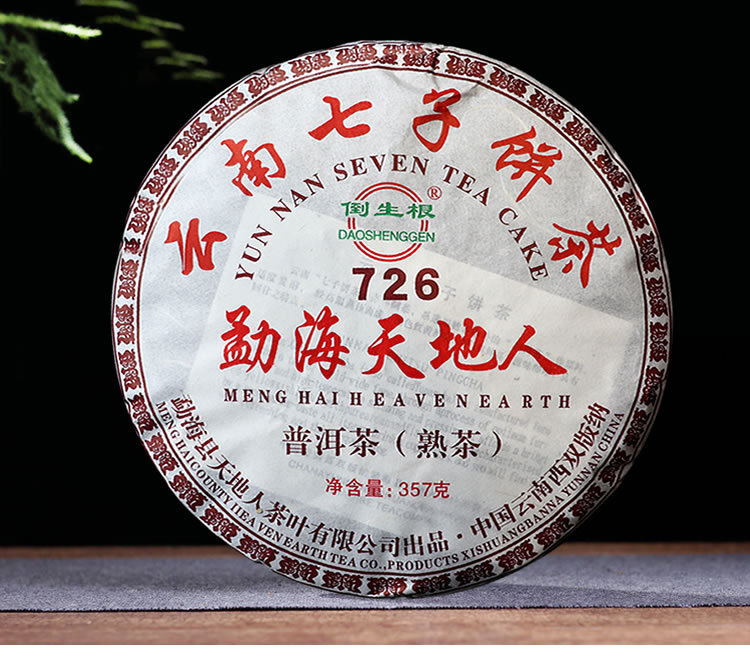 云南七子饼茶
YUN NAN SEVEN TEA CAKE
倒生根®
DAOSHENGGEN
726
勐海天地人
MENG HAI HEAVEN EARTH
普洱茶（熟茶）
净含量: 357克
勐海县天地人茶叶有限公司出品·中国云南西双版纳
MENG HAI COUNTY HEAVEN EARTH TEA CO., PRODUCTS XISHUANGBANNA YUNNAN CHINA